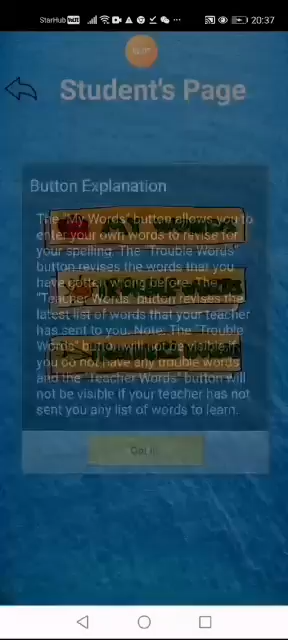 StarHub
20:37
Student's Page
Button Explanation
The "My Words" button allows you to
enter your own words to revise for
your spelling. The "Trouble Words"
button revises the words that you
have gotten wrong before. The
"Teacher Words" button revises the
latest list of words that your teacher
has sent to you. Note: The "Trouble
Words" button will not be visible if
you do not have any trouble words
and the "Teacher Words" button will
not be visible if your teacher has not
sent you any list of words to learn.
Got it